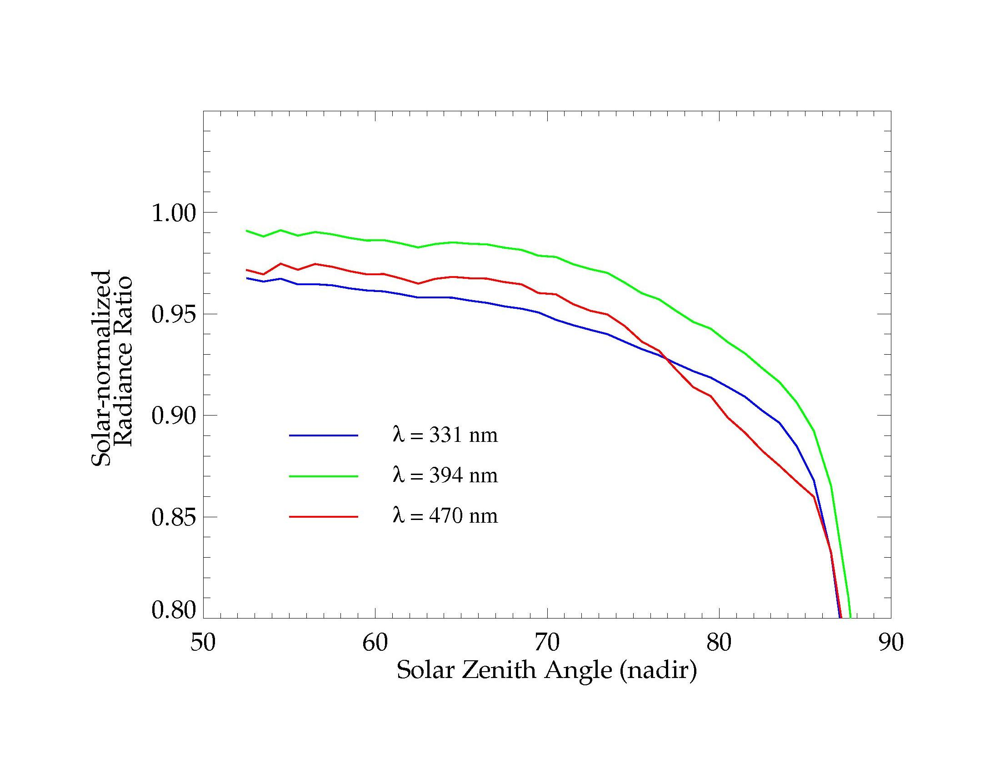 Solar-normalized
Radiance Ratio
1.00
0.95
0.90
0.85
0.80
λ = 331 nm
λ = 394 nm
λ = 470 nm
50 60 70 80 90
Solar Zenith Angle (nadir)